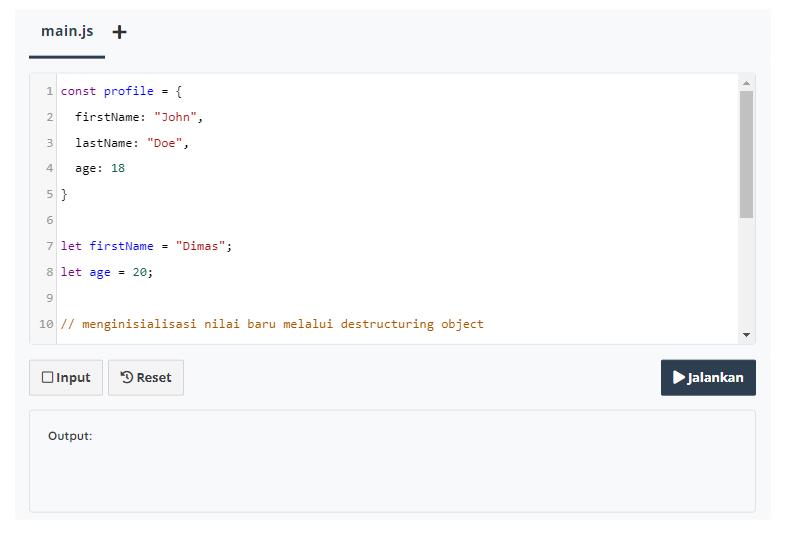 main.js +
1 const profile = {
2 firstName: "John",
3 lastName: "Doe",
4 age: 18
5 }
6
7 let firstName = "Dimas";
8 let age = 20;
9
10 // menginisialisasi nilai baru melalui destructuring object
Input Reset Jalankan
Output: